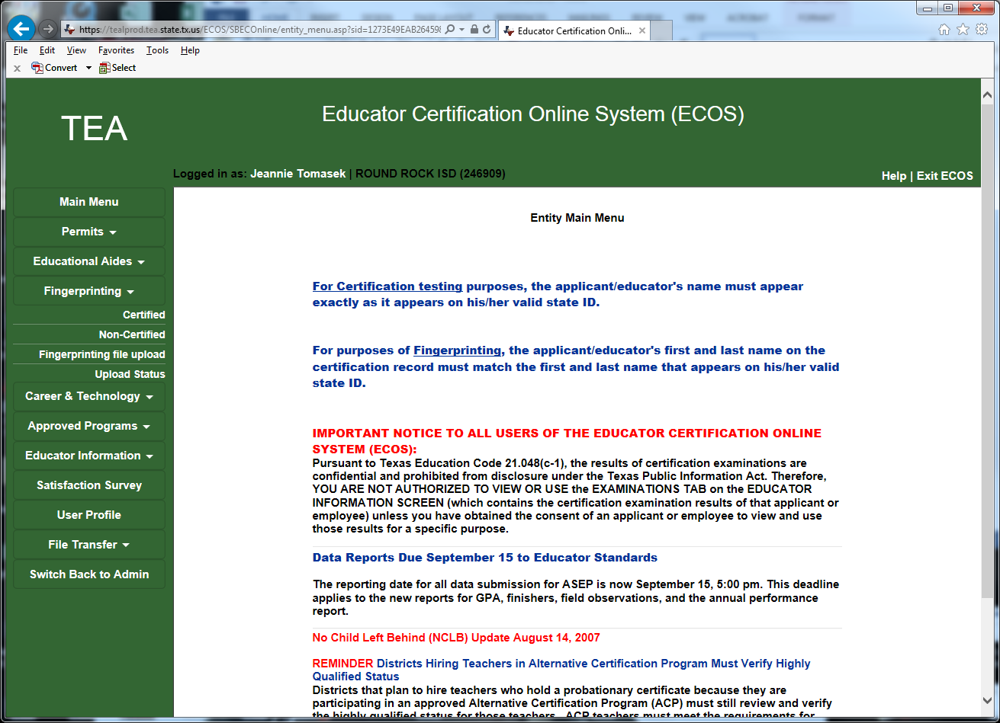 https://tealprod.tea.state.tx.us/ECOS/SBECOnline/entity_menu.asp?sid=1273E49EAB264598
Educator Certification Onli...
File Edit View Favorites Tools Help
x Convert Select
TEA
Educator Certification Online System (ECOS)
Logged in as: Jeannie Tomasek | ROUND ROCK ISD (246909)
Help | Exit ECOS
Main Menu
Permits
Educational Aides
Fingerprinting
Certified
Non-Certified
Fingerprinting file upload
Upload Status
Career & Technology
Approved Programs
Educator Information
Satisfaction Survey
User Profile
File Transfer
Switch Back to Admin
Entity Main Menu
For Certification testing purposes, the applicant/educator's name must appear
exactly as it appears on his/her valid state ID.
For purposes of Fingerprinting, the applicant/educator's first and last name on the
certification record must match the first and last name that appears on his/her valid
state ID.
IMPORTANT NOTICE TO ALL USERS OF THE EDUCATOR CERTIFICATION ONLINE
SYSTEM (ECOS):
Pursuant to Texas Education Code 21.048(c-1), the results of certification examinations are
confidential and prohibited from disclosure under the Texas Public Information Act. Therefore,
YOU ARE NOT AUTHORIZED TO VIEW OR USE the EXAMINATIONS TAB on the EDUCATOR
INFORMATION SCREEN (which contains the certification examination results of that applicant or
employee) unless you have obtained the consent of an applicant or employee to view and use
those results for a specific purpose.
Data Reports Due September 15 to Educator Standards
The reporting date for all data submission for ASEP is now September 15, 5:00 pm. This deadline
applies to the new reports for GPA, finishers, field observations, and the annual performance
report.
No Child Left Behind (NCLB) Update August 14, 2007
REMINDER Districts Hiring Teachers in Alternative Certification Program Must Verify Highly
Qualified Status
Districts that plan to hire teachers who hold a probationary certificate because they are
participating in an approved Alternative Certification Program (ACP) must still review and verify
the highly qualified status for those teachers. ACP teachers must meet the requirements for